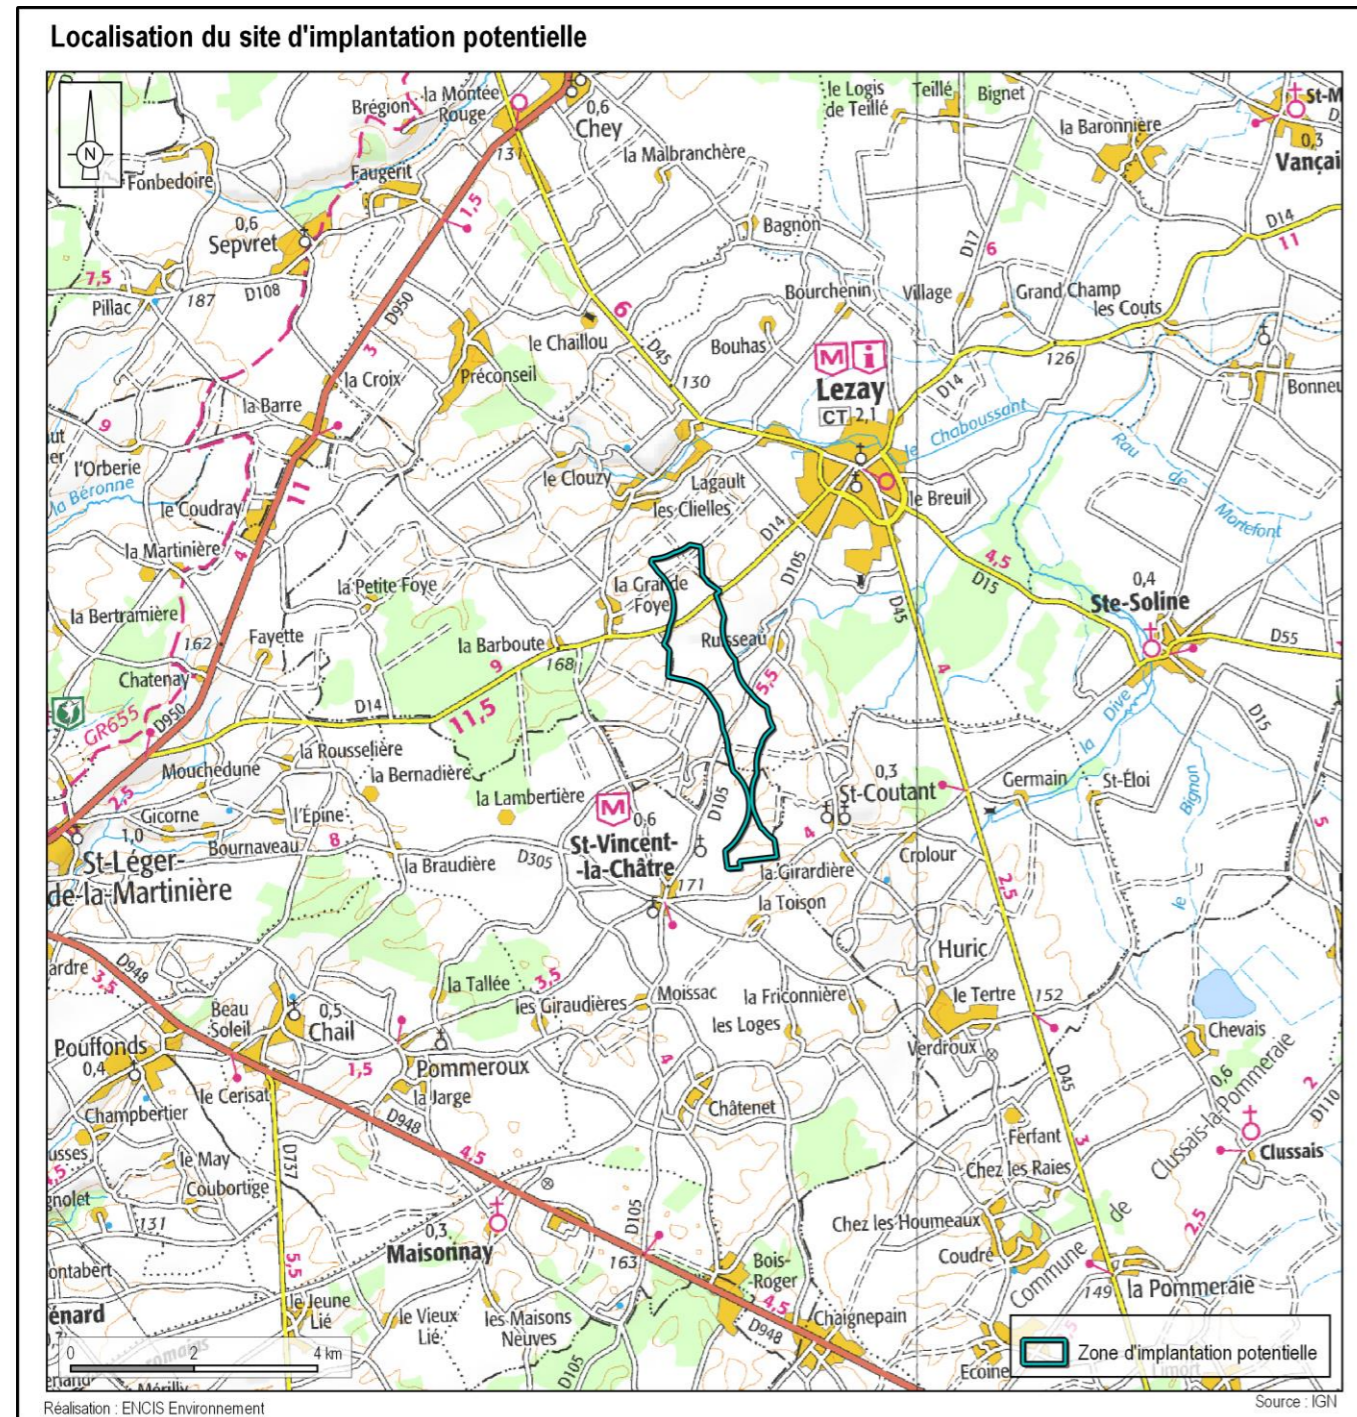 Localisation du site d'implantation potentielle
N
Brégion
la Montée
Rouge
0,6
Chey
131
le Logis
de Teillé
Teillé
Bignet
la Baronnière
0,3
Vançai
Fonbedoire
Faugerit
la Malbranchère
1,5
0,6
Sepvret
Bagnon
D17
6
D14
11
7,5
Pillac
187
D108
D950
3
le Chaillou
6
D45
Bourchenin
Village
Grand Champ
les Couts
Bouhas
126
Préconseil
130
M i
Lezay
CT 2,1
D14
Bonneu
la Croix
la Barre
9
l'Orberie
la Béronne
le Coudray
11
4
le Clouzy
Lagault
les Clielles
le Chaboussant
le Breuil
Rau
de
Mortefont
la Martinière
D14
D105
4,5
D15
0,4
Ste-Soline
D55
la Petite Foye
la Grande
Foye
D45
la Bertramière
162
Fayette
la Barboute
168
9
Ruisseau
5,5
4
Chatenay
GR655
D950
D14
11,5
la Dive
D15
la Rousselière
Mouchedune
la Bernadière
la Lambertière
M
0,6
D105
0,3
St-Coutant
Germain
St-Éloi
le Bignon
5
2,5
Gicorne
1,0
l'Épine
Bournaveau
8
St-Léger-
de-la-Martinière
la Braudière
D305
St-Vincent-
-la-Châtre
171
4
la Girardière
Crolour
2,5
la Toison
Huric
ardre
3,5
D948
la Tallée
3,5
les Giraudières
Moissac
la Friconnière
les Loges
le Tertre
152
Verdroux
Chevais
Beau
Soleil
0,5
Chail
Pouffonds
0,4
1,5
Pommeroux
4
la Jarge
le Cerisat
Champbertier
Châtenet
D45
0,6
Clussais-la-Pommeraie
2
D110
Clussais
D948
4,5
Ferfant
3
Chez les Raies
le May
Coubortige
D737
131
0,3
Maisonnay
D105
163
Chez les Houmeaux
Coudré
Commune de
2,5
Bois-
Roger
5,5
149
la Pommeraie
le Jeune
Lié
le Vieux
Lié
les Maisons
Neuves
4,5
D948
Chaignepain
D105
énard
0 2 4 km
Zone d'implantation potentielle
Réalisation : ENCIS Environnement
Source : IGN